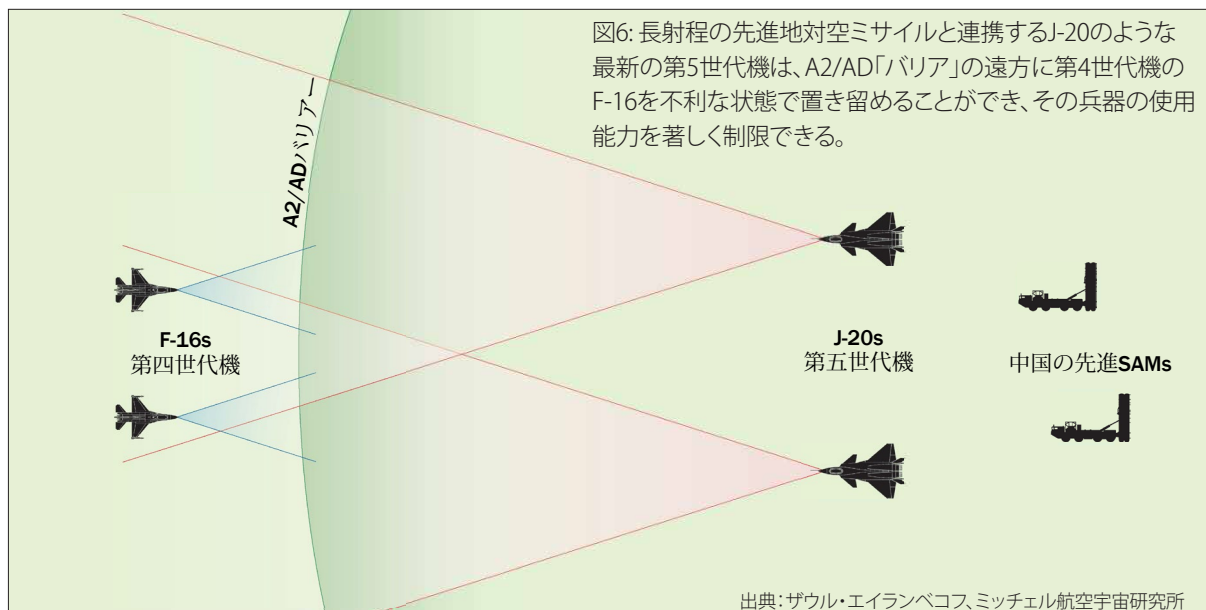 図6: 長射程の先進地対空ミサイルと連携するJ-20のような
最新の第5世代機は、A2/AD「バリア」の遠方に第4世代機の
F-16を不利な状態で置き留めることができ、その兵器の使用
能力を著しく制限できる。
A2/ADバリアー
F-16s
第四世代機
J-20s
第五世代機
中国の先進SAMs
出典：ザウル・エイランベコフ、ミッチェル航空宇宙研究所